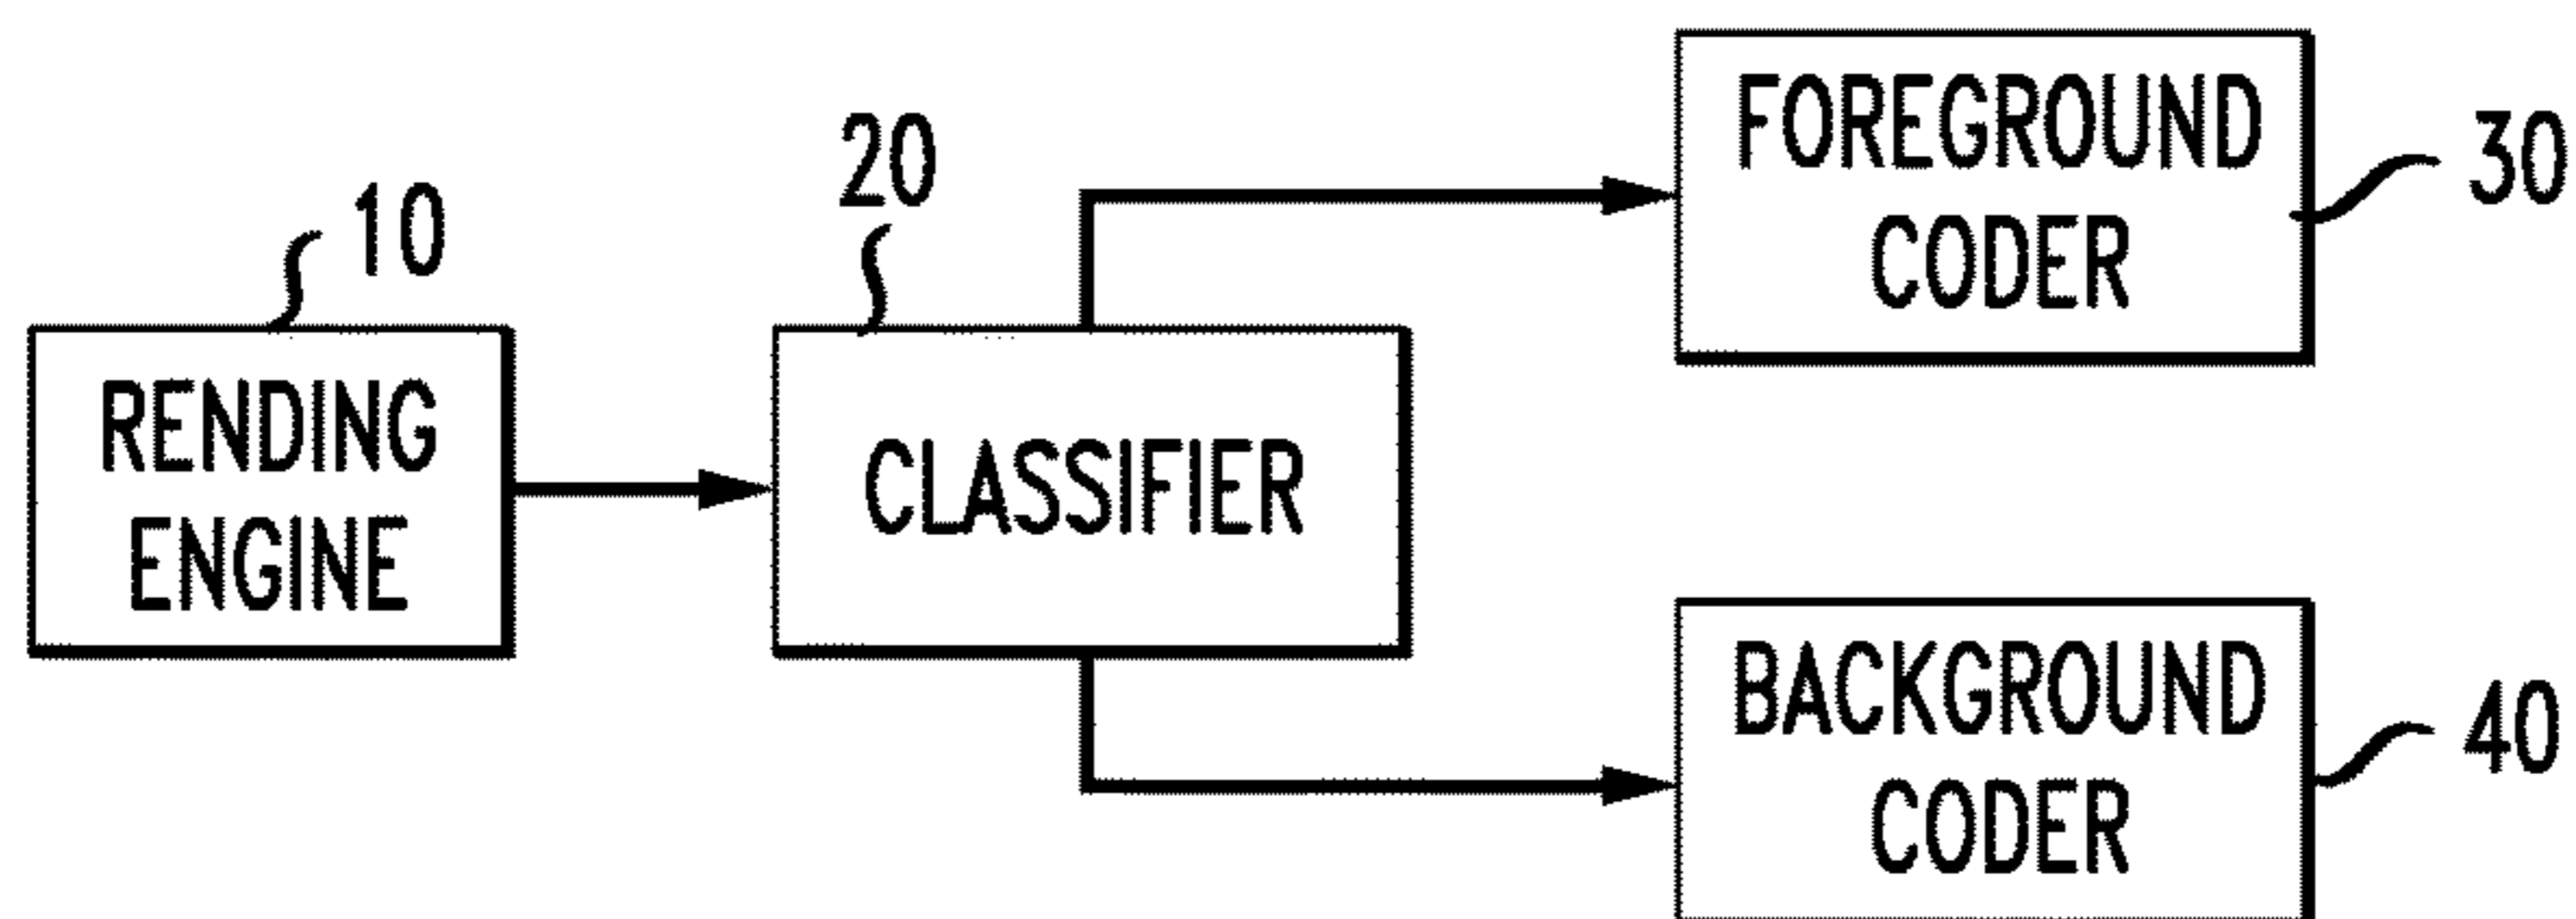 10
RENDING
ENGINE
20
CLASSIFIER
FOREGROUND
CODER
30
BACKGROUND
CODER
40